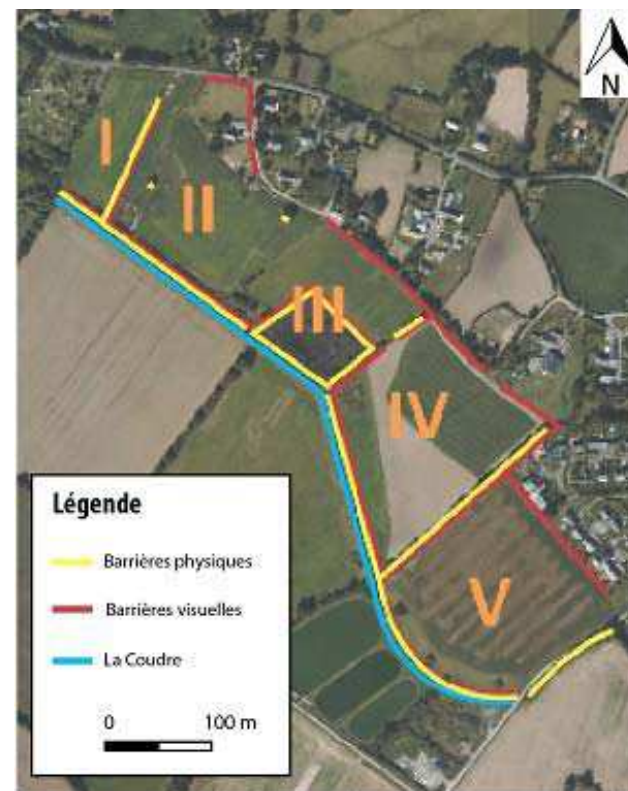 N
I
II
III
IV
V
Légende
Barrières physiques
Barrières visuelles
La Coudre
0 100 m